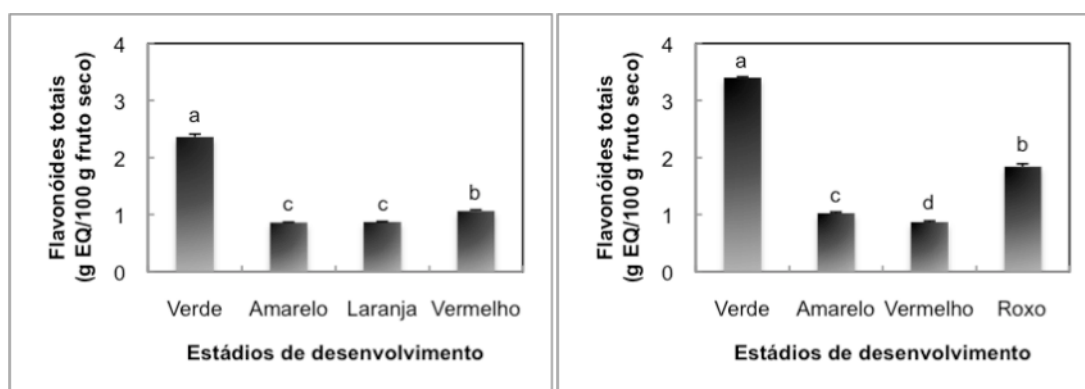 Flavonóides totais
(g EQ/100 g fruto seco)
4
3
2
1
0
a
c
c
b
Verde Amarelo Laranja Vermelho
Estádios de desenvolvimento
Flavonóides totais
(g EQ/100 g fruto seco)
4
3
2
1
0
a
c
d
b
Verde Amarelo Vermelho Roxo
Estádios de desenvolvimento